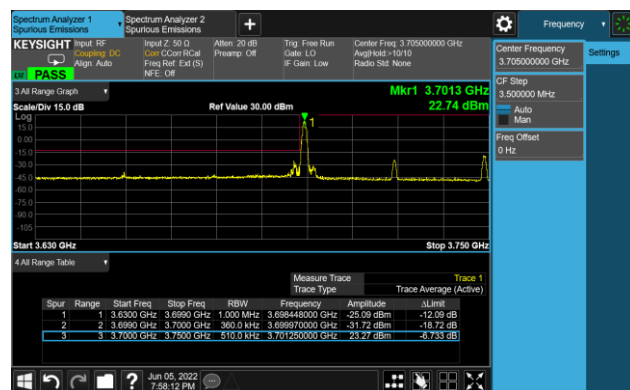 Spectrum Analyzer 1
Spurious Emissions
Spectrum Analyzer 2
Spurious Emissions
+
Frequency
KEYSIGHT
Input: RF
Coupling: DC
Align: Auto
Input Z: 50 Ω
Corr CCorr RCal
Freq Ref: Ext (S)
NFE: Off
Atten: 20 dB
Preamp: Off
Trig: Free Run
Gate: LO
IF Gain: Low
Center Freq: 3.705000000 GHz
Avg|Hold:>10/10
Radio Std: None
PASS
Center Frequency
3.705000000 GHz
Settings
CF Step
3.500000 MHz
Auto
Man
Freq Offset
0 Hz
3 All Range Graph
Mkr1 3.7013 GHz
Scale/Div 15.0 dB
Ref Value 30.00 dBm
22.74 dBm
Log
15.0
0.00
-15.0
-30.0
-45.0
-60.0
-75.0
-90.0
-105
1
Start 3.630 GHz
Stop 3.750 GHz
4 All Range Table
Measure Trace Trace 1
Trace Type Trace Average (Active)
Spur Range Start Freq Stop Freq RBW Frequency Amplitude ΔLimit
1 1 3.6300 GHz 3.6990 GHz 1.000 MHz 3.698448000 GHz -25.09 dBm -12.09 dB
2 2 3.6990 GHz 3.7000 GHz 360.0 kHz 3.699970000 GHz -31.72 dBm -18.72 dB
3 3 3.7000 GHz 3.7500 GHz 510.0 kHz 3.701250000 GHz 23.27 dBm -6.733 dB
?
Jun 05, 2022
7:58:12 PM